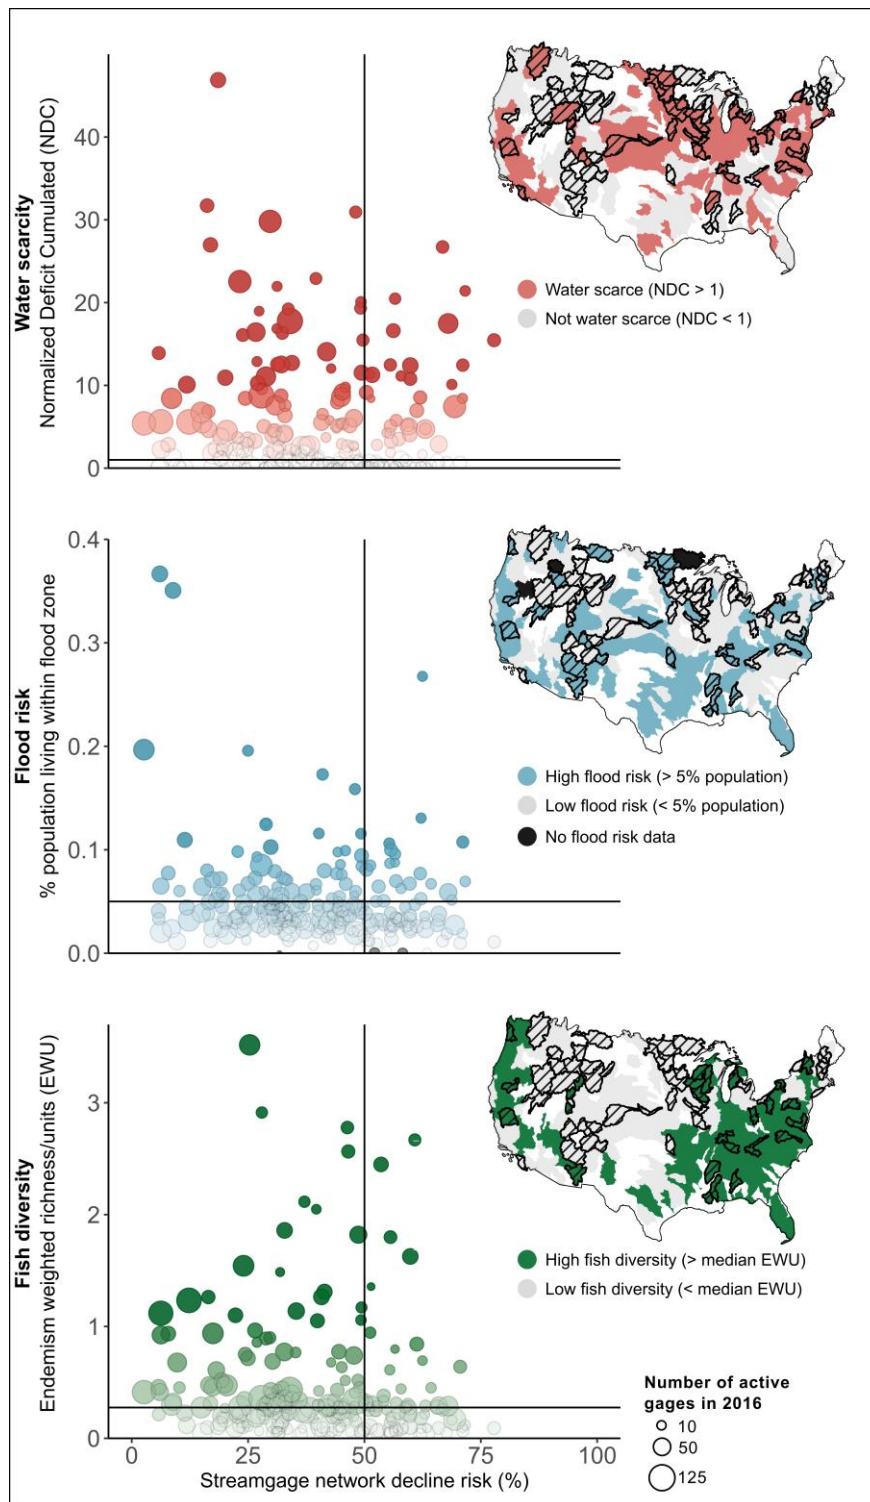 Water scarcity
Normalized Deficit Cumulated (NDC)
40
30
20
10
0
Water scarce (NDC > 1)
Not water scarce (NDC < 1)
Flood risk
% population living within flood zone
0.4
0.3
0.2
0.1
0.0
High flood risk (> 5% population)
Low flood risk (< 5% population)
No flood risk data
Fish diversity
Endemism weighted richness/units (EWU)
3
2
1
0
High fish diversity (> median EWU)
Low fish diversity (< median EWU)
Number of active
gages in 2016
10
50
125
0 25 50 75 100
Streamgage network decline risk (%)